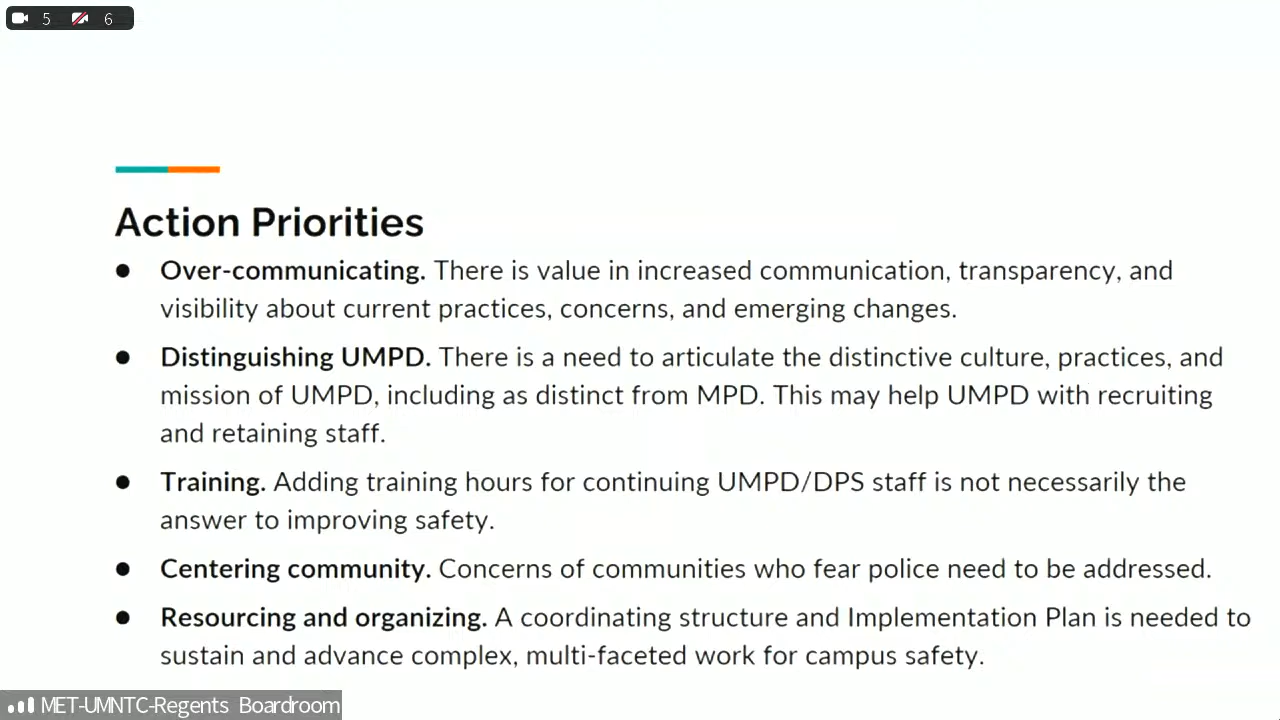 5 6
Action Priorities
● Over-communicating. There is value in increased communication, transparency, and
visibility about current practices, concerns, and emerging changes.
● Distinguishing UMPD. There is a need to articulate the distinctive culture, practices, and
mission of UMPD, including as distinct from MPD. This may help UMPD with recruiting
and retaining staff.
● Training. Adding training hours for continuing UMPD/DPS staff is not necessarily the
answer to improving safety.
● Centering community. Concerns of communities who fear police need to be addressed.
● Resourcing and organizing. A coordinating structure and Implementation Plan is needed to
sustain and advance complex, multi-faceted work for campus safety.
MET-UMNTC-Regents Boardroom